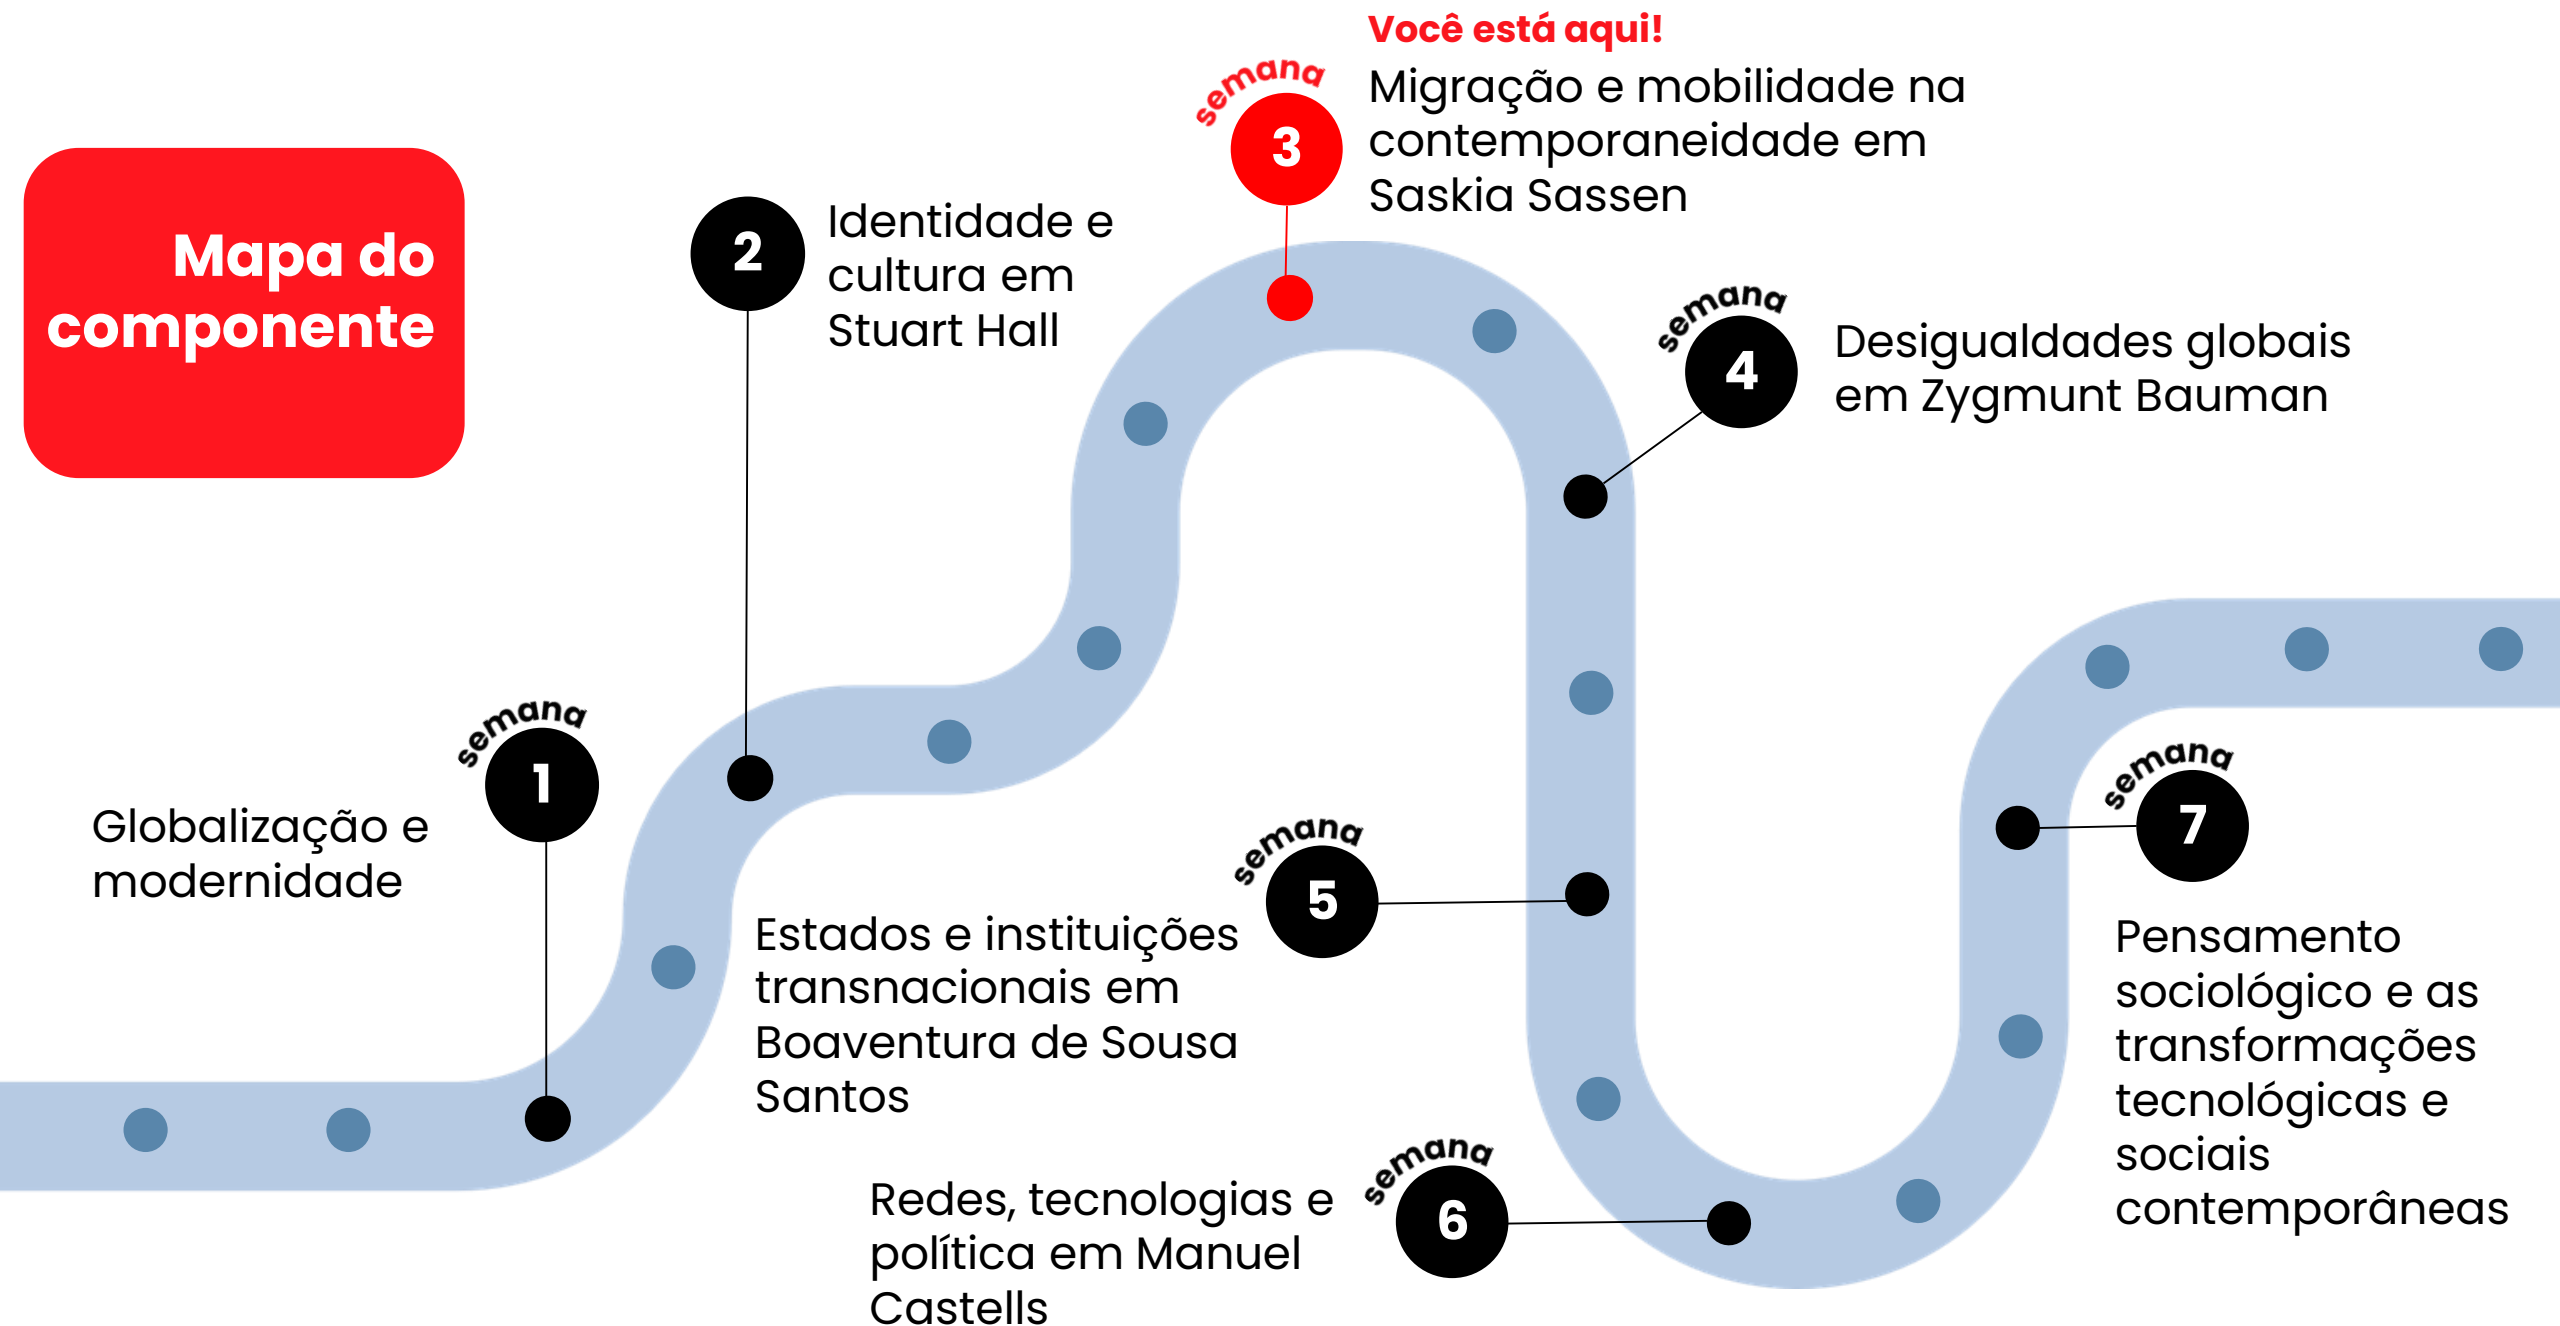 Mapa do
componente
semana
1
Globalização e
modernidade
2
Identidade e
cultura em
Stuart Hall
Você está aqui!
semana
3
Migração e mobilidade na
contemporaneidade em
Saskia Sassen
semana
4
Desigualdades globais
em Zygmunt Bauman
semana
5
Estados e instituições
transnacionais em
Boaventura de Sousa
Santos
semana
6
Redes, tecnologias e
política em Manuel
Castells
semana
7
Pensamento
sociológico e as
transformações
tecnológicas e
sociais
contemporâneas